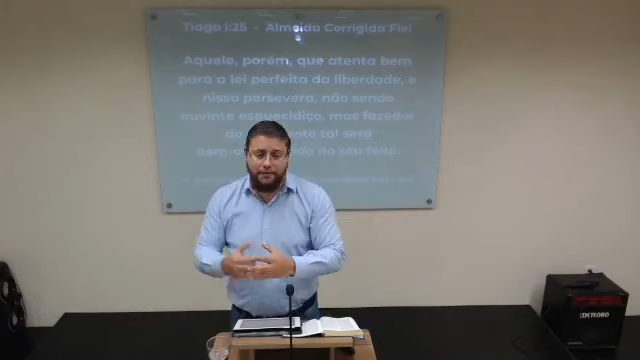 Tiago 1:25 - Almeida Corrigida Fiel
Aquele, porém, que atenta bem
para a lei perfeita da liberdade, e
nisso persevera, não sendo
ouvinte esquecidiço, mas fazedor
da tal será
no seu feito.